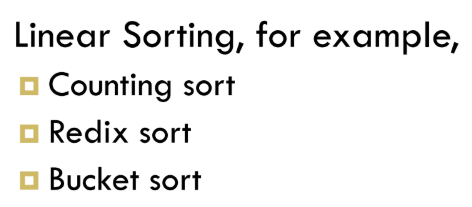 Linear Sorting, for example,
Counting sort
Redix sort
Bucket sort